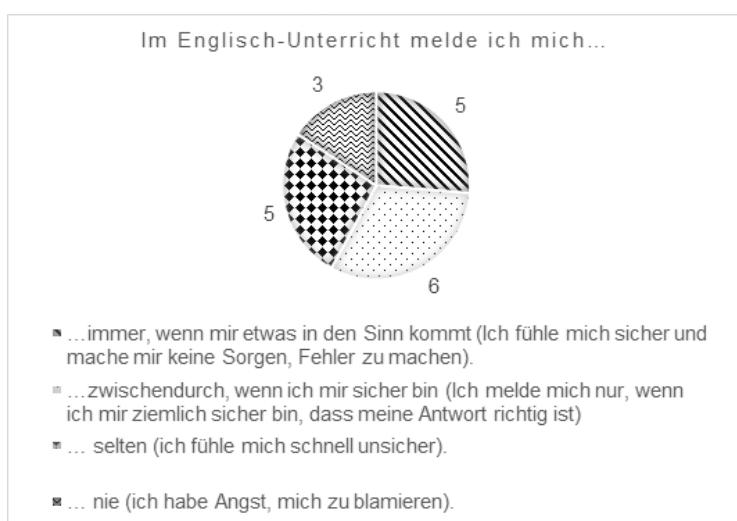 Im Englisch-Unterricht melde ich mich...
3
5
5
6
...immer, wenn mir etwas in den Sinn kommt (Ich fühle mich sicher und
mache mir keine Sorgen, Fehler zu machen).
...zwischendurch, wenn ich mir sicher bin (Ich melde mich nur, wenn
ich mir ziemlich sicher bin, dass meine Antwort richtig ist)
... selten (ich fühle mich schnell unsicher).
... nie (ich habe Angst, mich zu blamieren).